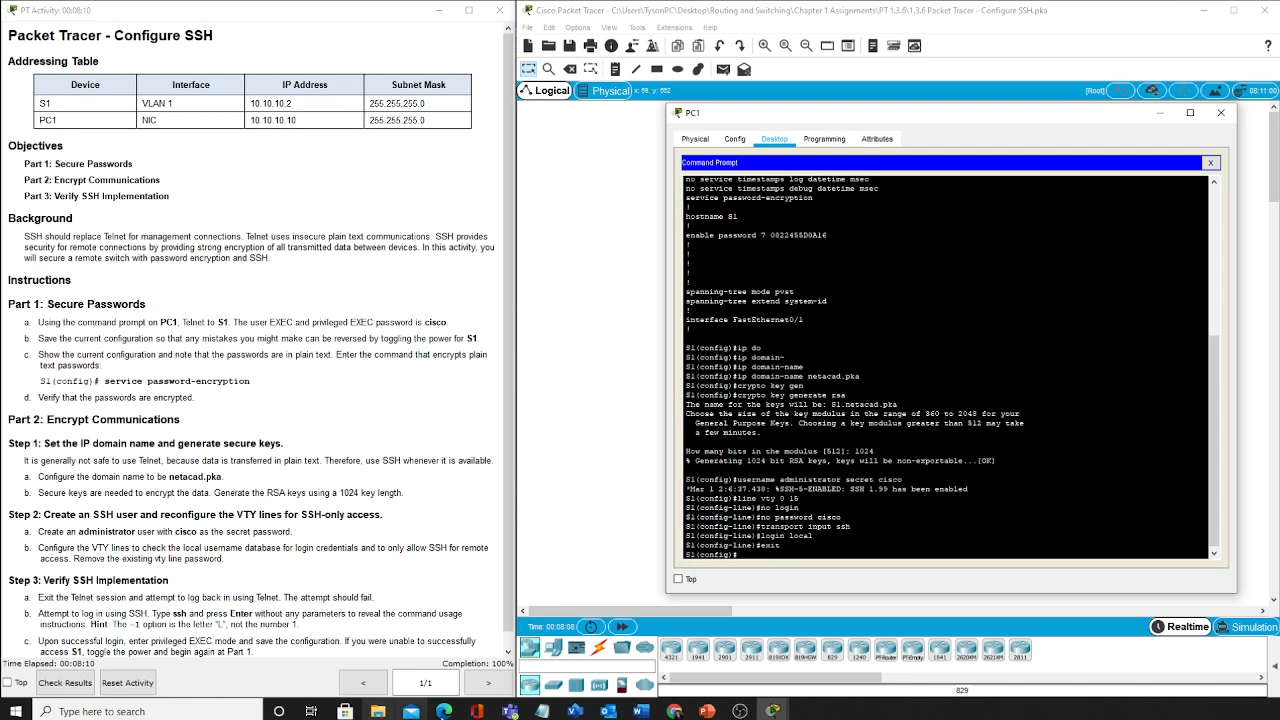 PT Activity: 00:08:10
Packet Tracer - Configure SSH
Addressing Table
Device Interface IP Address Subnet Mask
S1 VLAN 1 10.10.10.2 255.255.255.0
PC1 NIC 10.10.10.10 255.255.255.0
Objectives
Part 1: Secure Passwords
Part 2: Encrypt Communications
Part 3: Verify SSH Implementation
Background
SSH should replace Telnet for management connections. Telnet uses insecure plain text communications. SSH provides
security for remote connections by providing strong encryption of all transmitted data between devices. In this activity, you
will secure a remote switch with password encryption and SSH.
Instructions
Part 1: Secure Passwords
a. Using the command prompt on PC1, Telnet to S1. The user EXEC and privileged EXEC password is cisco.
b. Save the current configuration so that any mistakes you might make can be reversed by toggling the power for S1.
c. Show the current configuration and note that the passwords are in plain text. Enter the command that encrypts plain
text passwords:
S1(config)# service password-encryption
d. Verify that the passwords are encrypted.
Part 2: Encrypt Communications
Step 1: Set the IP domain name and generate secure keys.
It is generally not safe to use Telnet, because data is transferred in plain text. Therefore, use SSH whenever it is available.
a. Configure the domain name to be netacad.pka.
b. Secure keys are needed to encrypt the data. Generate the RSA keys using a 1024 key length.
Step 2: Create an SSH user and reconfigure the VTY lines for SSH-only access.
a. Create an administrator user with cisco as the secret password.
b. Configure the VTY lines to check the local username database for login credentials and to only allow SSH for remote
access. Remove the existing vty line password.
Step 3: Verify SSH Implementation
a. Exit the Telnet session and attempt to log back in using Telnet. The attempt should fail.
b. Attempt to log in using SSH. Type ssh and press Enter without any parameters to reveal the command usage
instructions. Hint: The -l option is the letter "L", not the number 1.
c. Upon successful login, enter privileged EXEC mode and save the configuration. If you were unable to successfully
access S1, toggle the power and begin again at Part 1.
Time Elapsed: 00:08:10 Completion: 100%
Top Check Results Reset Activity < 1/1 >
Cisco Packet Tracer - C:\Users\TysonPC\Desktop\Routing and Switching\Chapter 1 Assignments\PT 1.3.6\1.3.6 Packet Tracer - Configure SSH.pka
File Edit Options View Tools Extensions Help
Logical Physical x: 69, y: 652 [Root] 08:11:00
PC1
Physical Config Desktop Programming Attributes
Command Prompt X
no service timestamps log datetime msec
no service timestamps debug datetime msec
service password-encryption
!
hostname S1
!
enable password 7 0822455D0A16
!
!
!
!
!
spanning-tree mode pvst
spanning-tree extend system-id
!
interface FastEthernet0/1
!
S1(config)#ip do
S1(config)#ip domain-
S1(config)#ip domain-name
S1(config)#ip domain-name netacad.pka
S1(config)#crypto key gen
S1(config)#crypto key generate rsa
The name for the keys will be: S1.netacad.pka
Choose the size of the key modulus in the range of 360 to 2048 for your
General Purpose Keys. Choosing a key modulus greater than 512 may take
a few minutes.
How many bits in the modulus [512]: 1024
% Generating 1024 bit RSA keys, keys will be non-exportable...[OK]
S1(config)#username administrator secret cisco
*Mar 1 2:6:37.438: %SSH-5-ENABLED: SSH 1.99 has been enabled
S1(config)#line vty 0 15
S1(config-line)#no login
S1(config-line)#no password cisco
S1(config-line)#transport input ssh
S1(config-line)#login local
S1(config-line)#exit
S1(config)#
Top
Time: 00:08:08 Realtime Simulation
4321 1941 2901 2911 819IOX 819HGW 829 1240 PT-Router PT-Empty 1841 2620XM 2621XM 2811
829
Type here to search